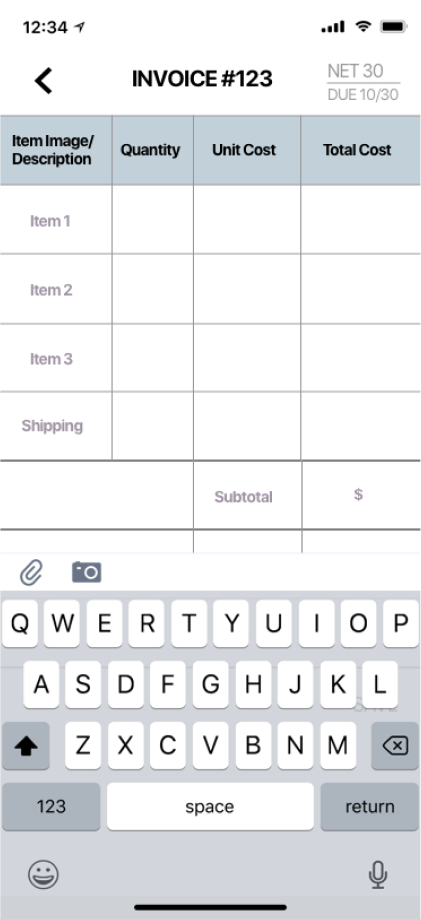 12:34
INVOICE #123
NET 30
DUE 10/30
Item Image/
Description
Quantity
Unit Cost
Total Cost
Item 1
Item 2
Item 3
Shipping
Subtotal
$
Q W E R T Y U I O P
A S D F G H J K L
SAVE
Z X C V B N M
123
space
return